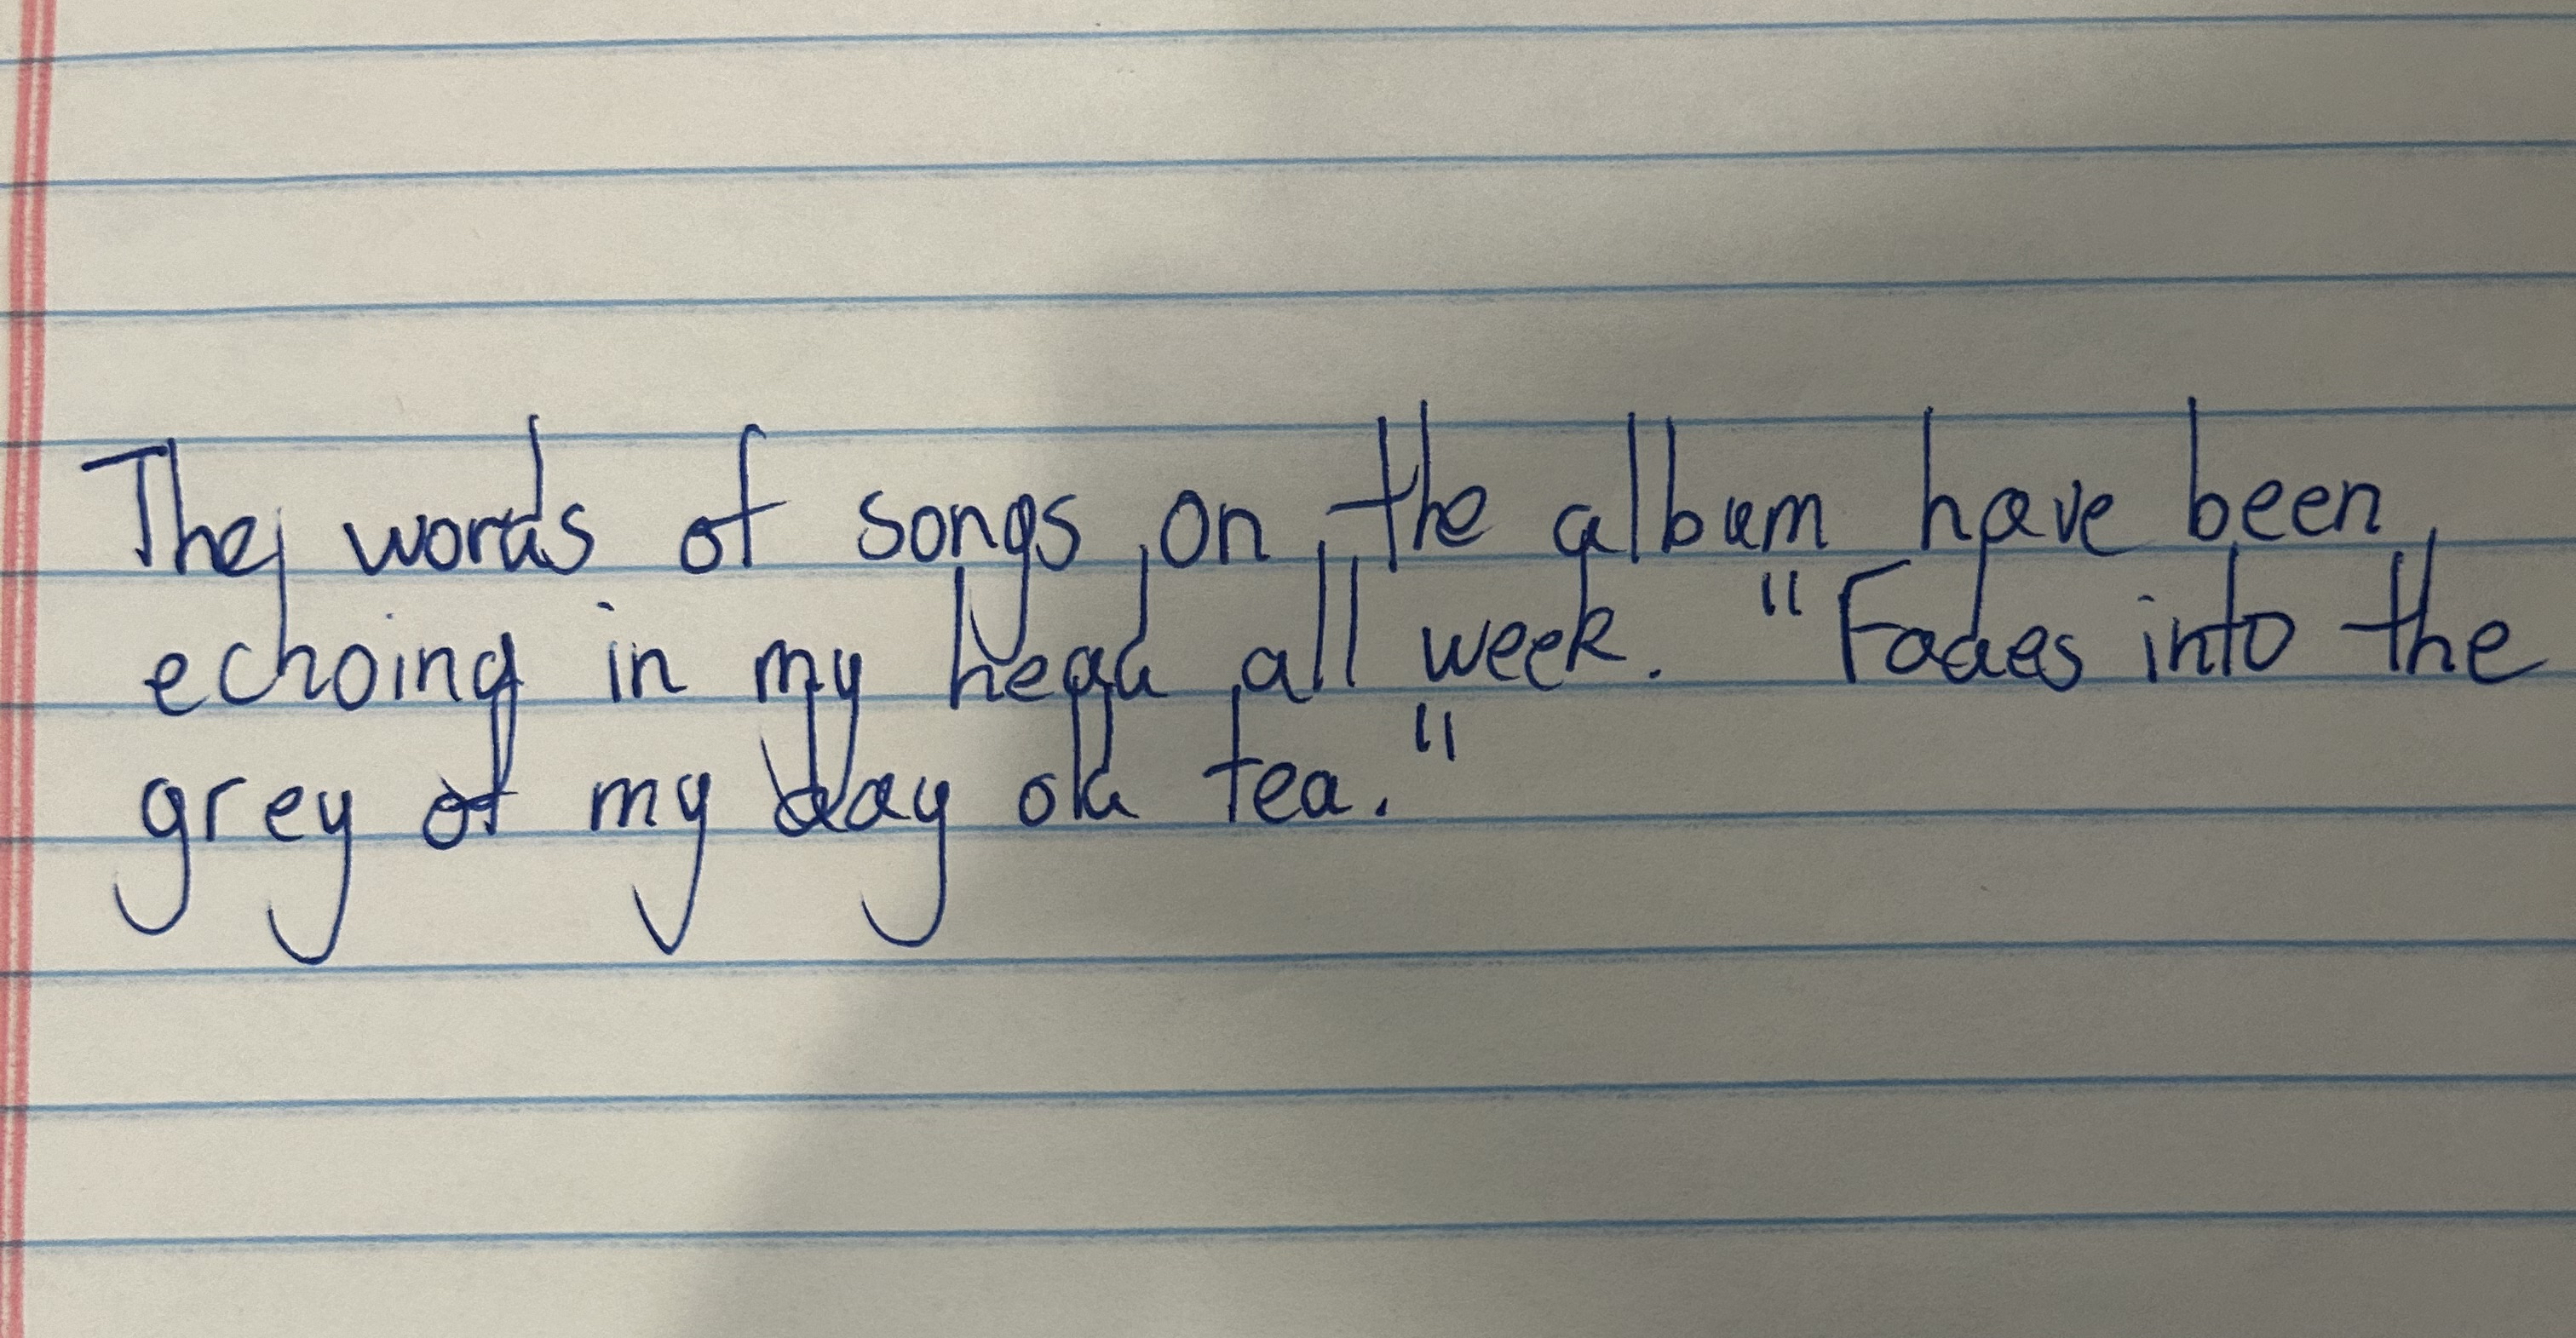 The words of songs on the album have been
echoing in my head all week. "Fades into the
grey of my day old tea."